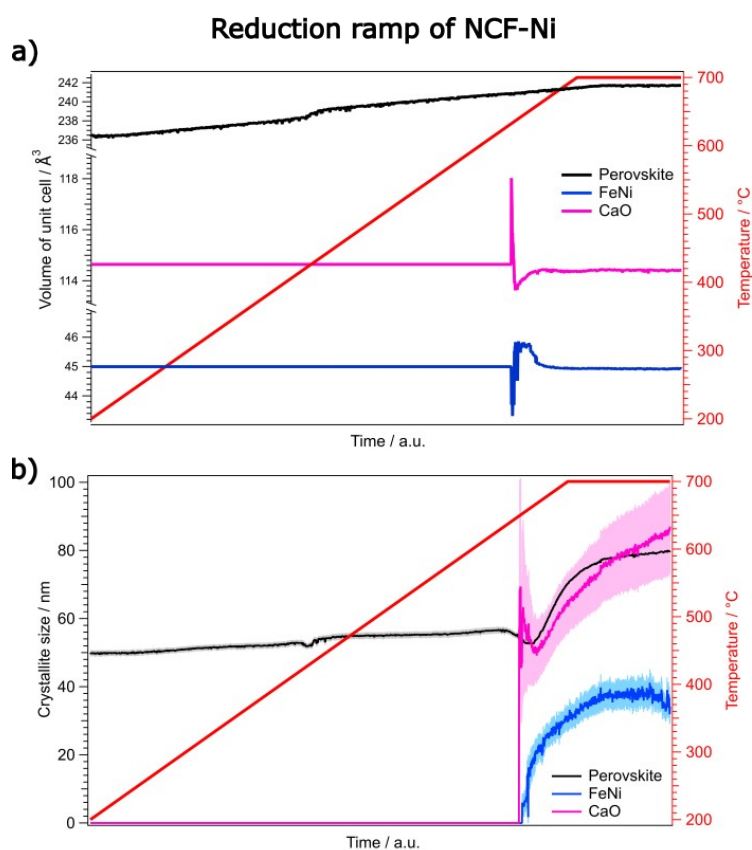 Reduction ramp of NCF-Ni
a)
242
240
238
236
118
114
46
45
44
Volume of unit cell / Å³
700
600
500
400
300
200
Temperature / °C
Perovskite
FeNi
CaO
Time / a.u.
b)
100
80
60
40
20
0
Crystallite size / nm
700
600
500
400
300
200
Temperature / °C
Perovskite
FeNi
CaO
Time / a.u.